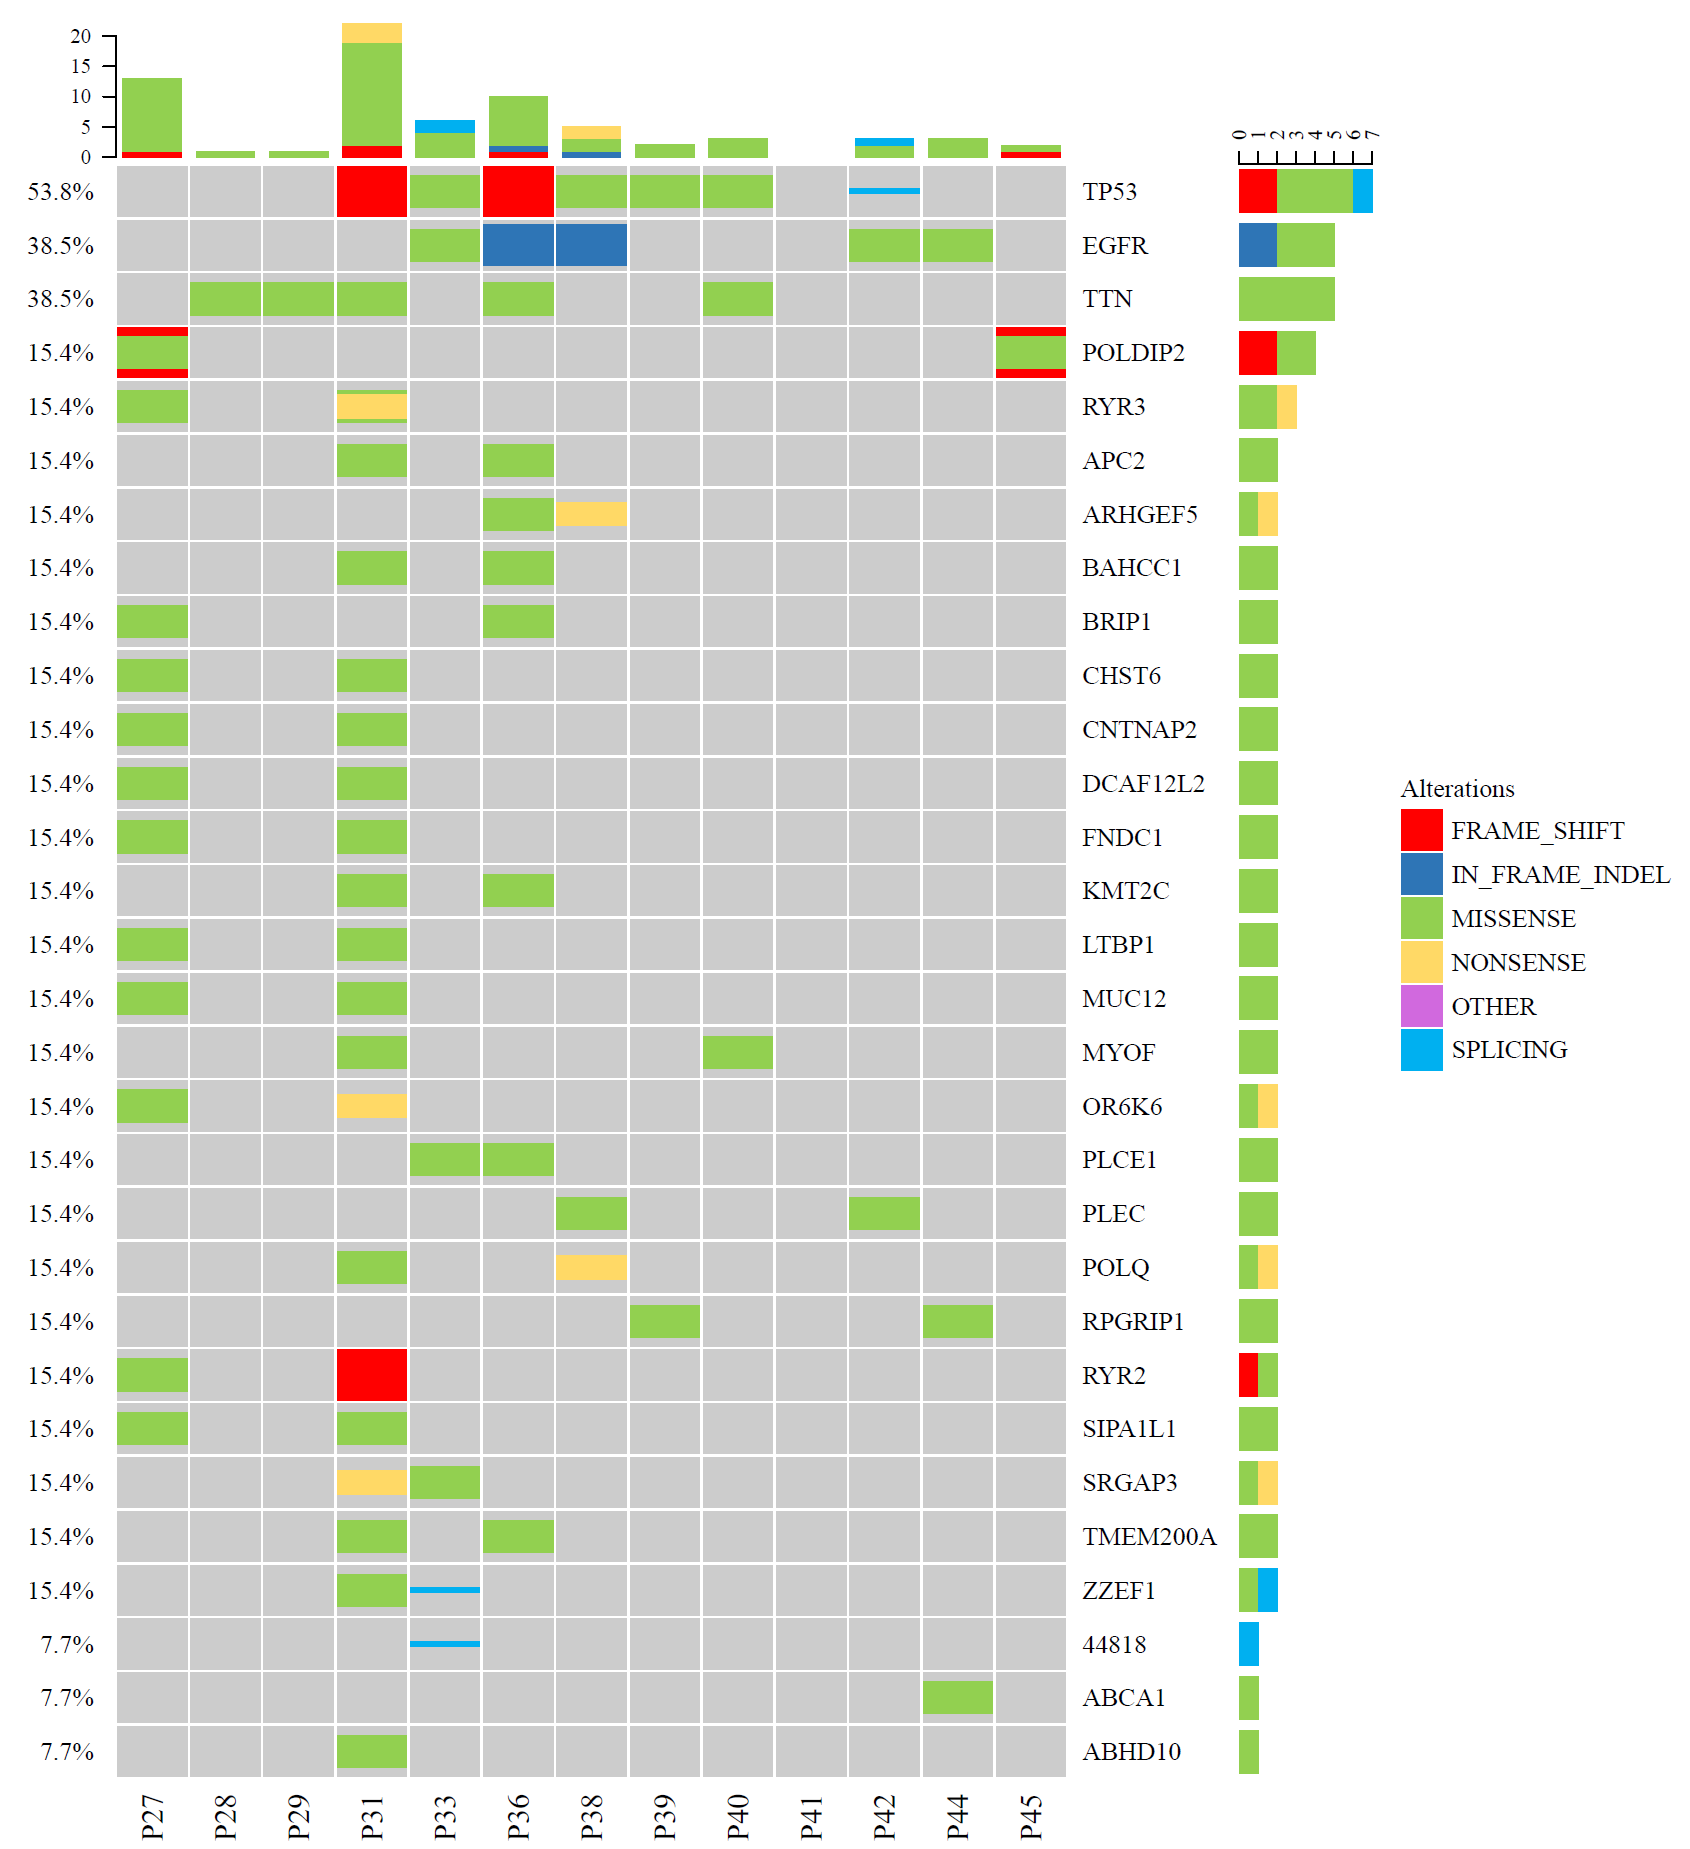 20
15
10
5
0
0 1 2 3 4 5 6 7
53.8% TP53
38.5% EGFR
38.5% TTN
15.4% POLDIP2
15.4% RYR3
15.4% APC2
15.4% ARHGEF5
15.4% BAHCC1
15.4% BRIP1
15.4% CHST6
15.4% CNTNAP2
15.4% DCAF12L2
15.4% FNDC1
15.4% KMT2C
15.4% LTBP1
15.4% MUC12
15.4% MYOF
15.4% OR6K6
15.4% PLCE1
15.4% PLEC
15.4% POLQ
15.4% RPGRIP1
15.4% RYR2
15.4% SIPA1L1
15.4% SRGAP3
15.4% TMEM200A
15.4% ZZEF1
7.7% 44818
7.7% ABCA1
7.7% ABHD10
P27 P28 P29 P31 P33 P36 P38 P39 P40 P41 P42 P44 P45
Alterations
FRAME_SHIFT
IN_FRAME_INDEL
MISSENSE
NONSENSE
OTHER
SPLICING